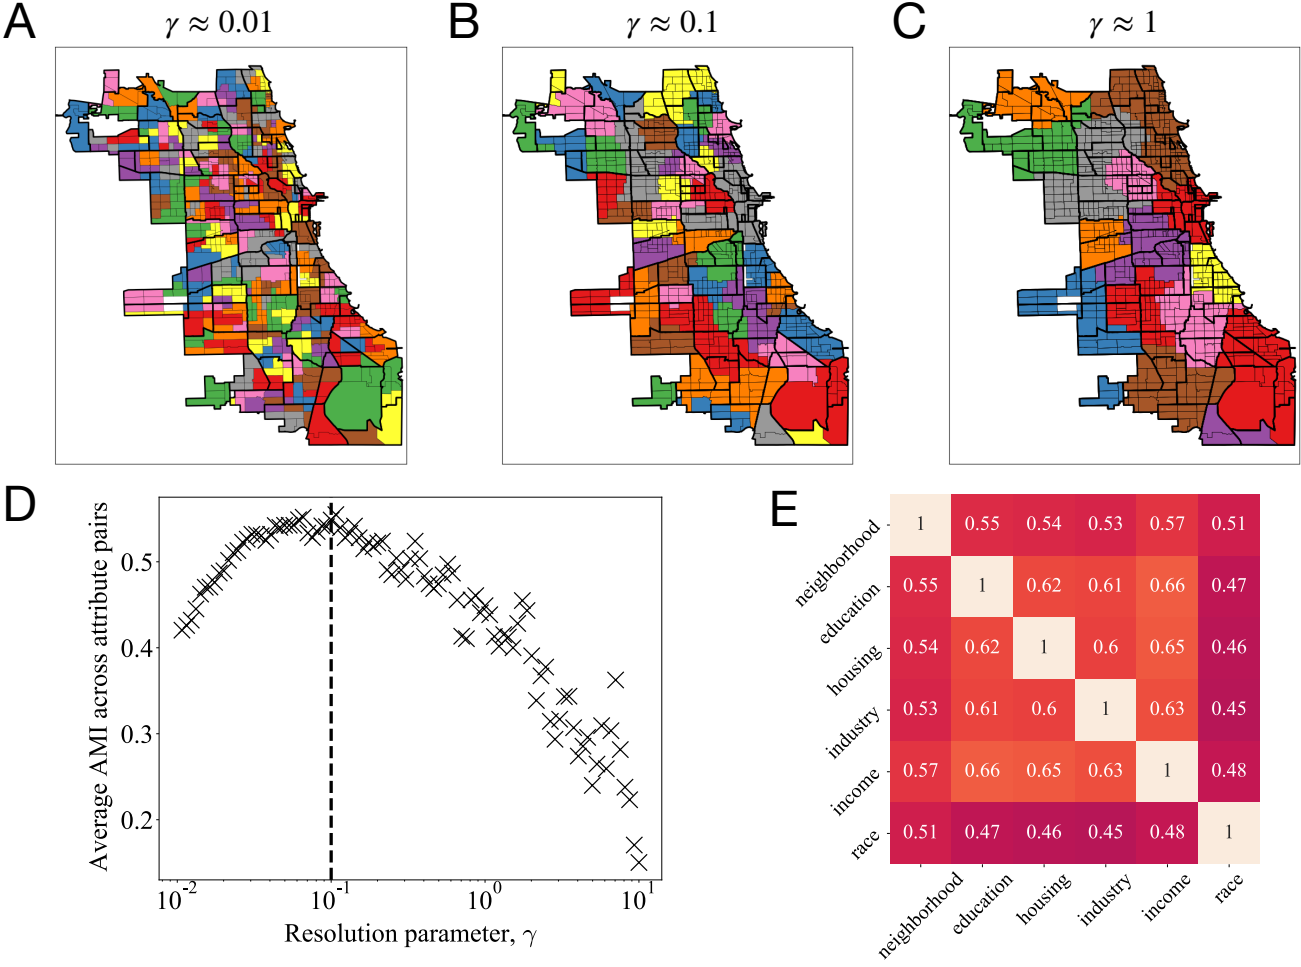 A
γ ≈ 0.01
B
γ ≈ 0.1
C
γ ≈ 1
D
Average AMI across attribute pairs
0.5
0.4
0.3
0.2
10⁻²
10⁻¹
10⁰
10¹
Resolution parameter, γ
E
neighborhood
1 0.55 0.54 0.53 0.57 0.51
education
0.55 1 0.62 0.61 0.66 0.47
housing
0.54 0.62 1 0.6 0.65 0.46
industry
0.53 0.61 0.6 1 0.63 0.45
income
0.57 0.66 0.65 0.63 1 0.48
race
0.51 0.47 0.46 0.45 0.48 1
neighborhood
education
housing
industry
income
race